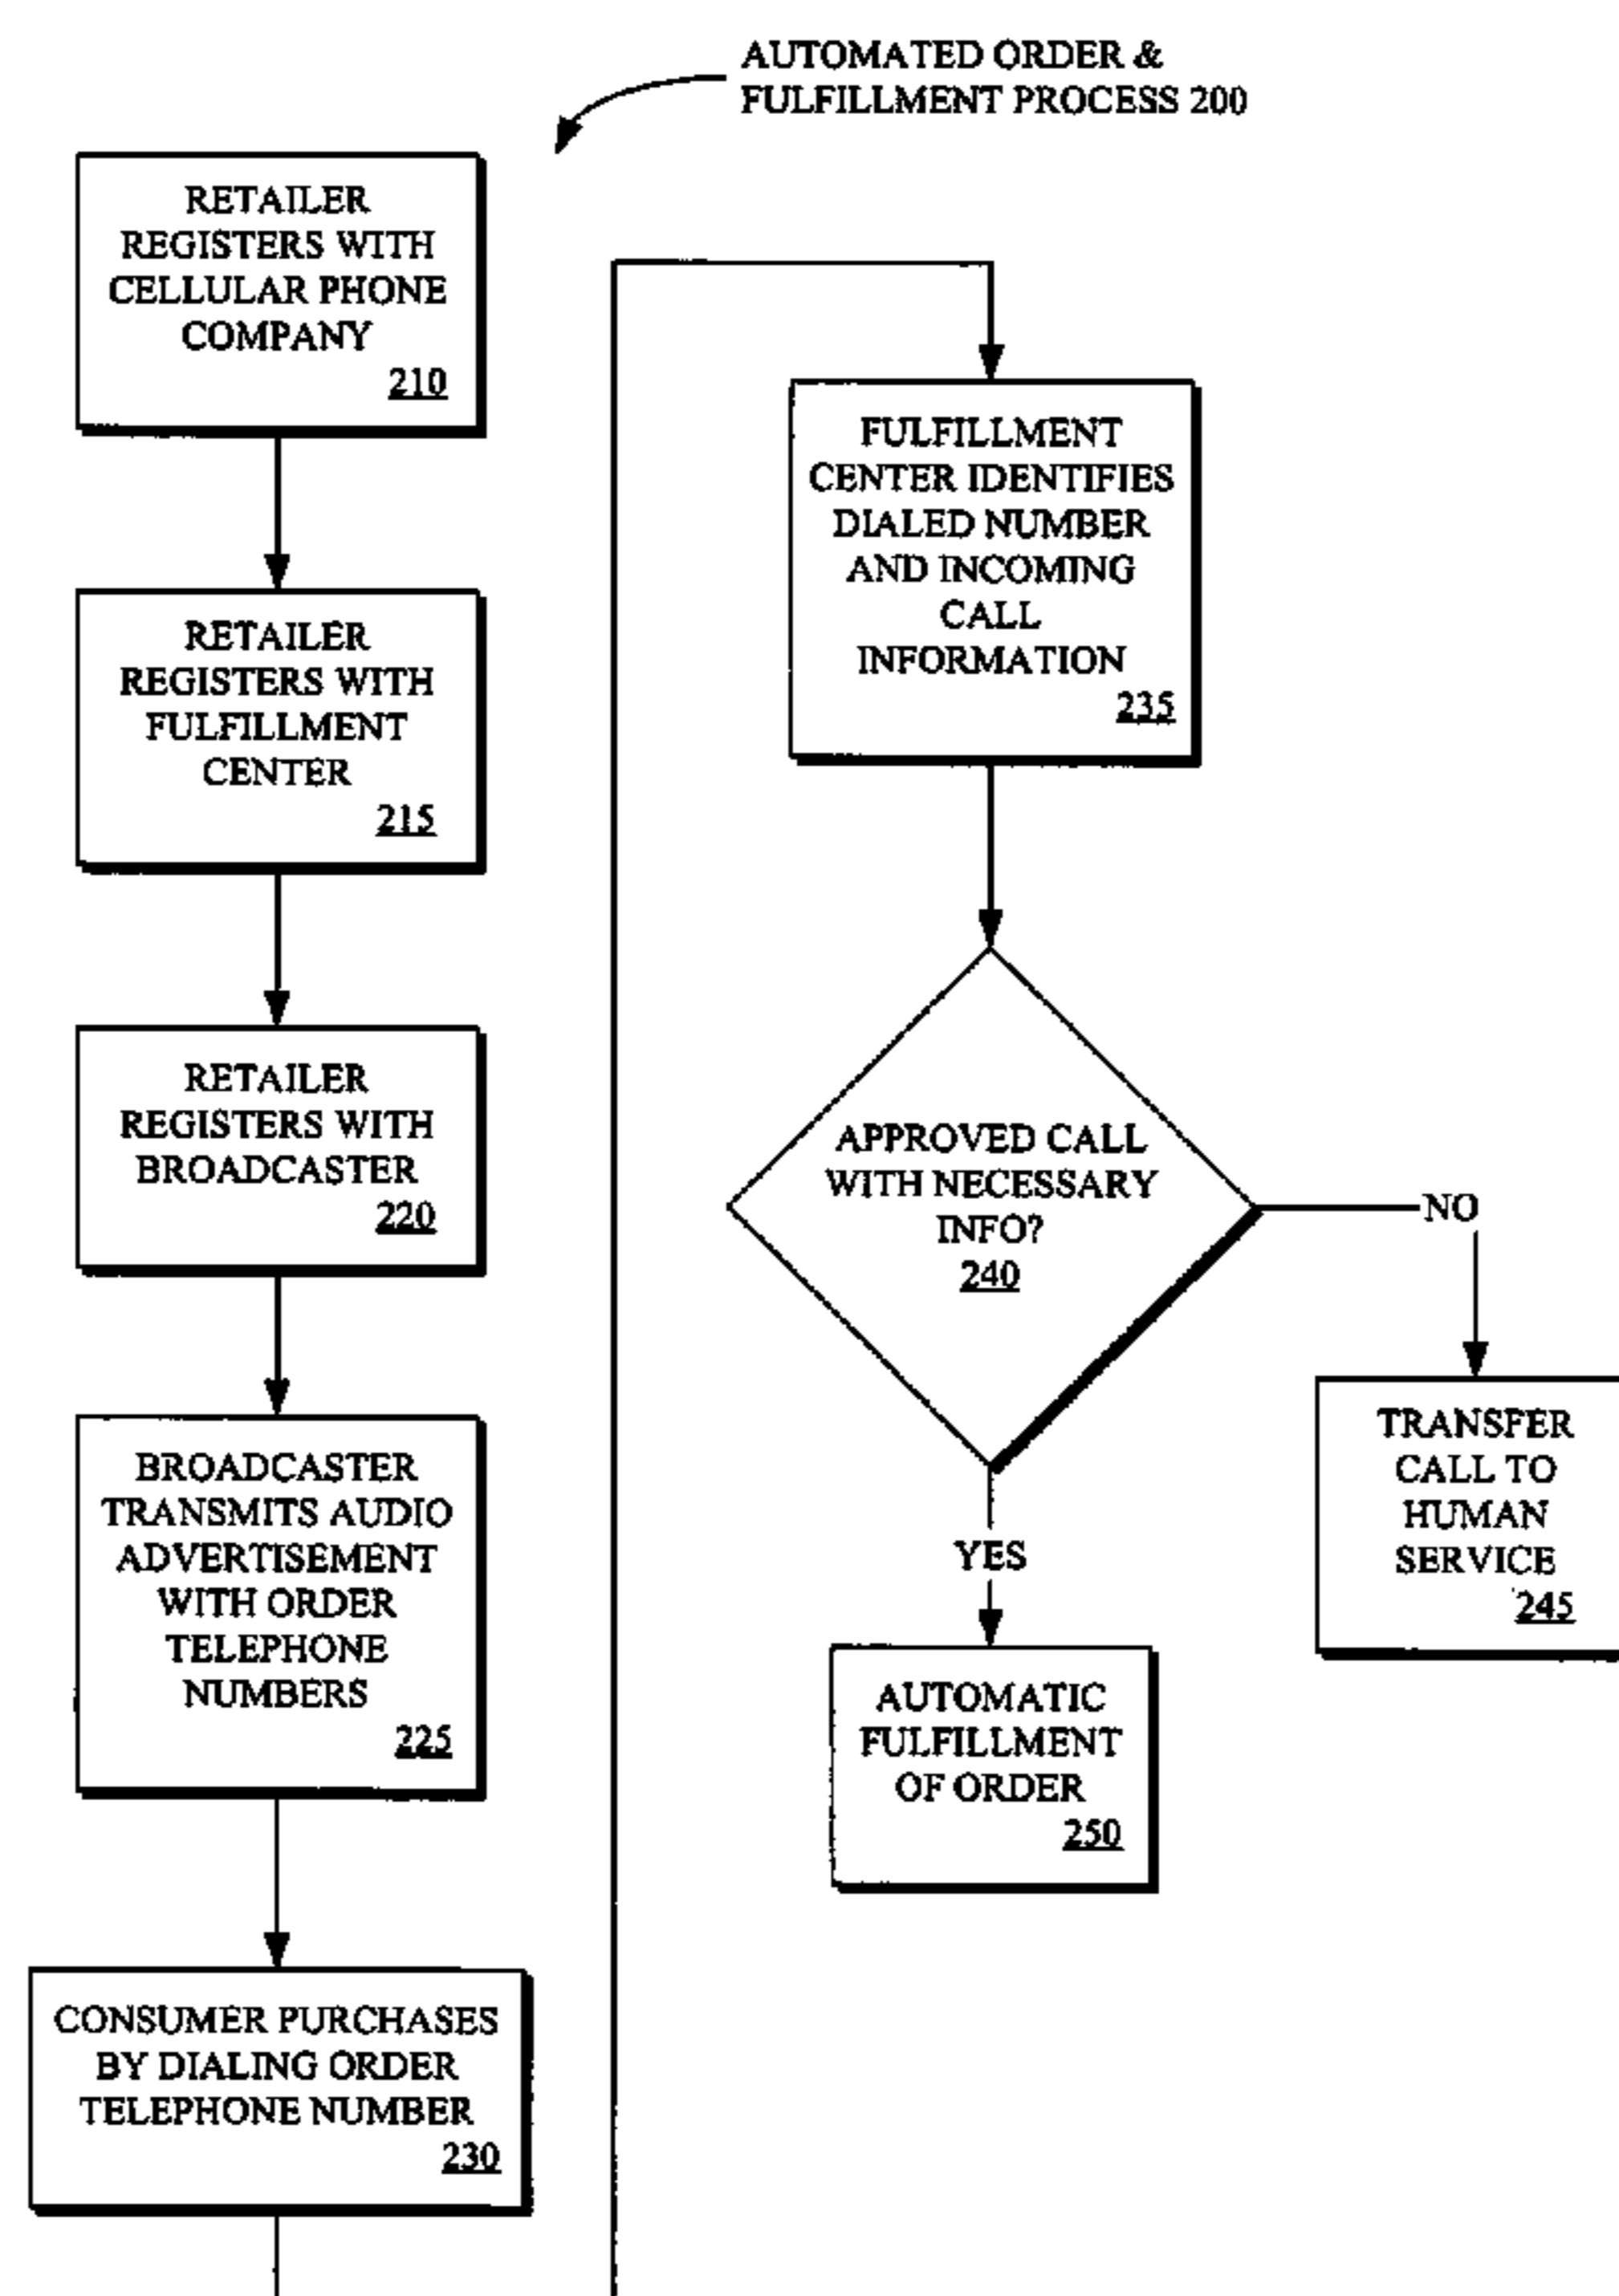 AUTOMATED ORDER &
FULFILLMENT PROCESS 200
RETAILER
REGISTERS WITH
CELLULAR PHONE
COMPANY
210
RETAILER
REGISTERS WITH
FULFILLMENT
CENTER
215
RETAILER
REGISTERS WITH
BROADCASTER
220
BROADCASTER
TRANSMITS AUDIO
ADVERTISEMENT
WITH ORDER
TELEPHONE
NUMBERS
225
CONSUMER PURCHASES
BY DIALING ORDER
TELEPHONE NUMBER
230
FULFILLMENT
CENTER IDENTIFIES
DIALED NUMBER
AND INCOMING
CALL
INFORMATION
235
APPROVED CALL
WITH NECESSARY
INFO?
240
NO
TRANSFER
CALL TO
HUMAN
SERVICE
245
YES
AUTOMATIC
FULFILLMENT
OF ORDER
250